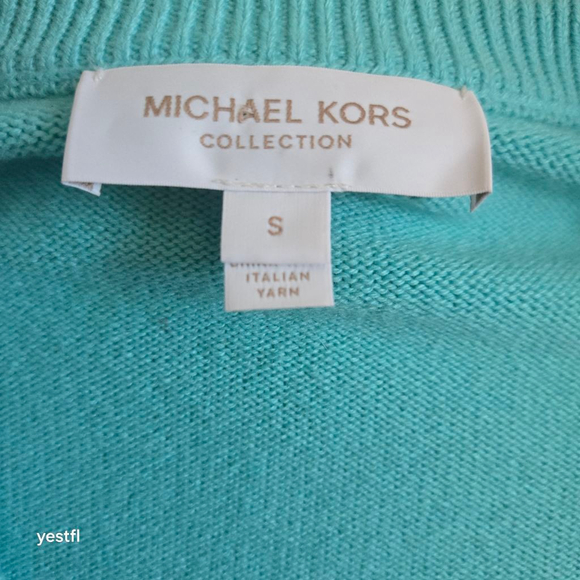 MICHAEL KORS
COLLECTION
S
ITALIAN
YARN
yestfl